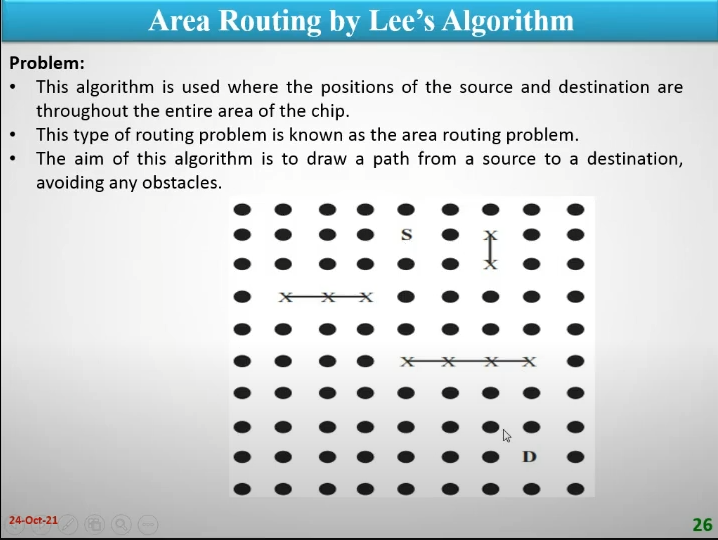 Area Routing by Lee's Algorithm
Problem:
• This algorithm is used where the positions of the source and destination are
throughout the entire area of the chip.
• This type of routing problem is known as the area routing problem.
• The aim of this algorithm is to draw a path from a source to a destination,
avoiding any obstacles.
S X
X
X X X
X X X X
D
24-Oct-21
26